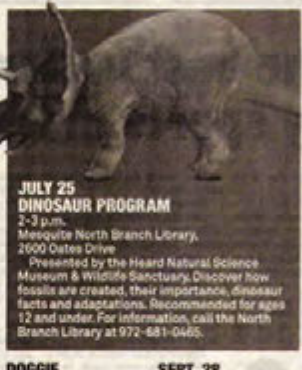 JULY 25
DINOSAUR PROGRAM
2-3 p.m.
Mesquite North Branch Library,
2600 Oates Drive
Presented by the Heard Natural Science
Museum & Wildlife Sanctuary. Discover how
fossils are created, their importance, dinosaur
facts and adaptations. Recommended for ages
12 and under. For information, call the North
Branch Library at 972-681-0465.
DOGGIE SEPT. 28